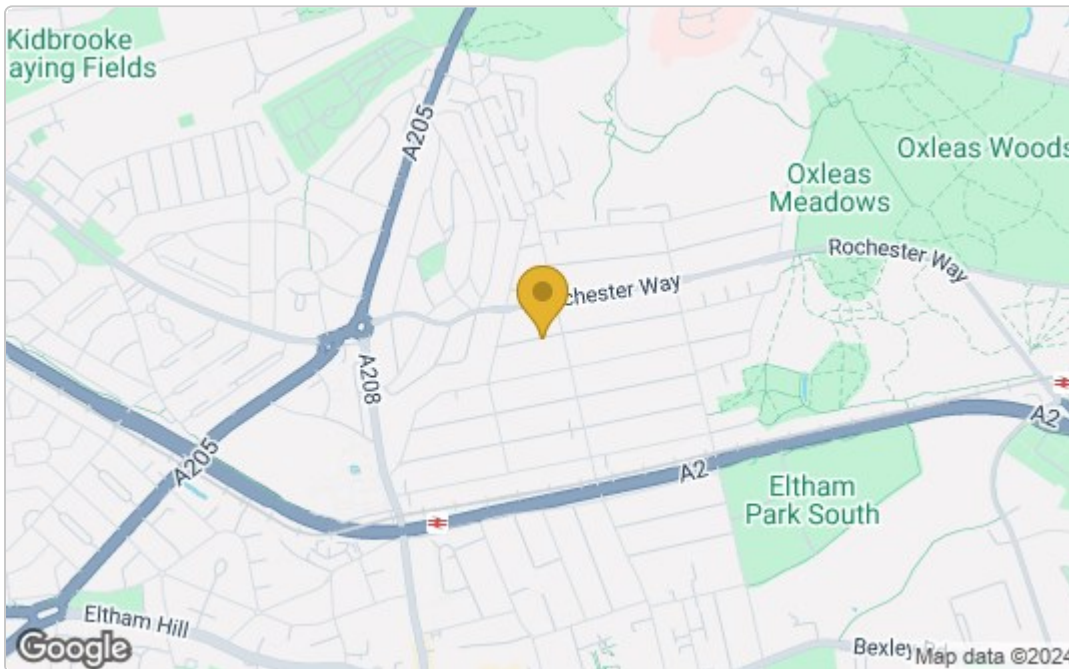 Kidbrooke
aying Fields
A205
Oxleas Woods
Oxleas
Meadows
Rochester Way
chester Way
A208
A205
A2
A2
Eltham
Park South
Eltham Hill
Bexley
Google
Map data ©2024